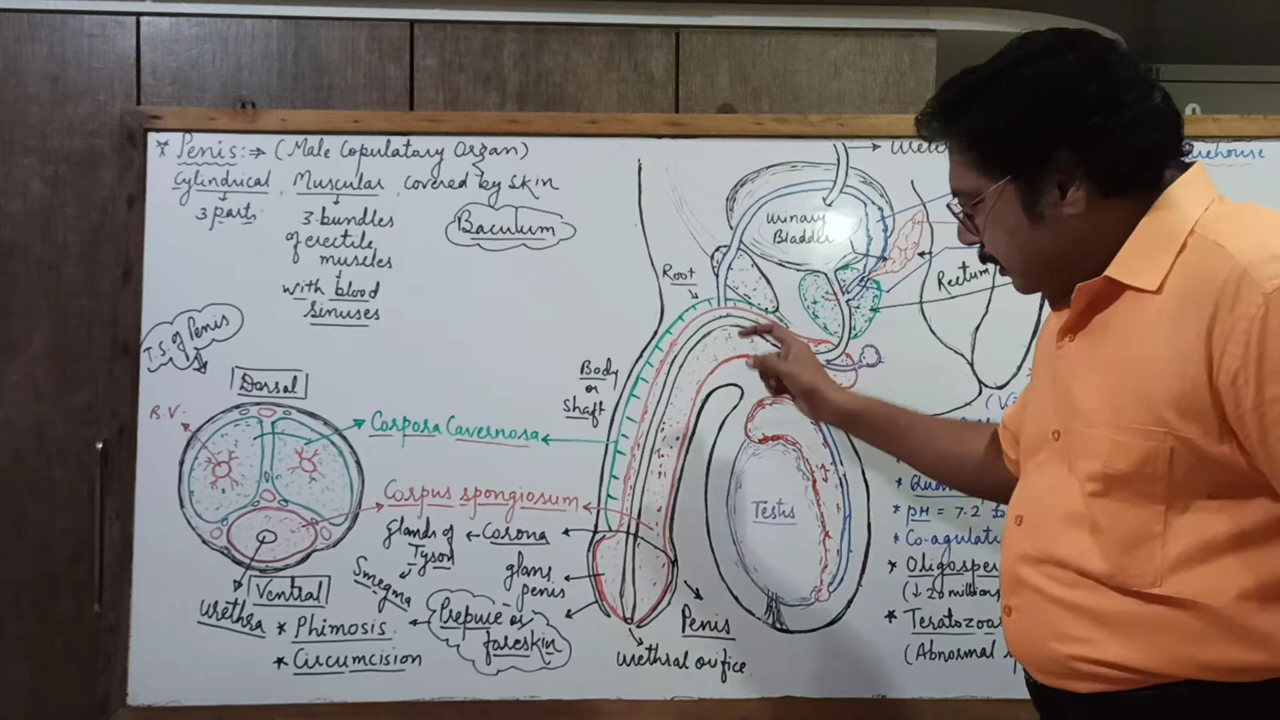 * Penis:⇒ (Male Copulatory Organ)
Cylindrical, Muscular, covered by Skin
3 parts.
3 bundles
of erectile
muscles
with blood
Sinuses
Baculum
T.S. of Penis
Dorsal
B.V.
Corpora Cavernosa
Corpus spongiosum
Ventral
urethra
glands of
Tyson
Smegma
Corona
glans
penis
Prepuce or
foreskin
* Phimosis.
* Circumcision
Root
Body
or
Shaft
Urinary
Bladder
Rectum
Testis
Penis
urethral orifice
* pH = 7.2
* Co-agulati
* Oligospe
* Teratozoa
(Abnormal